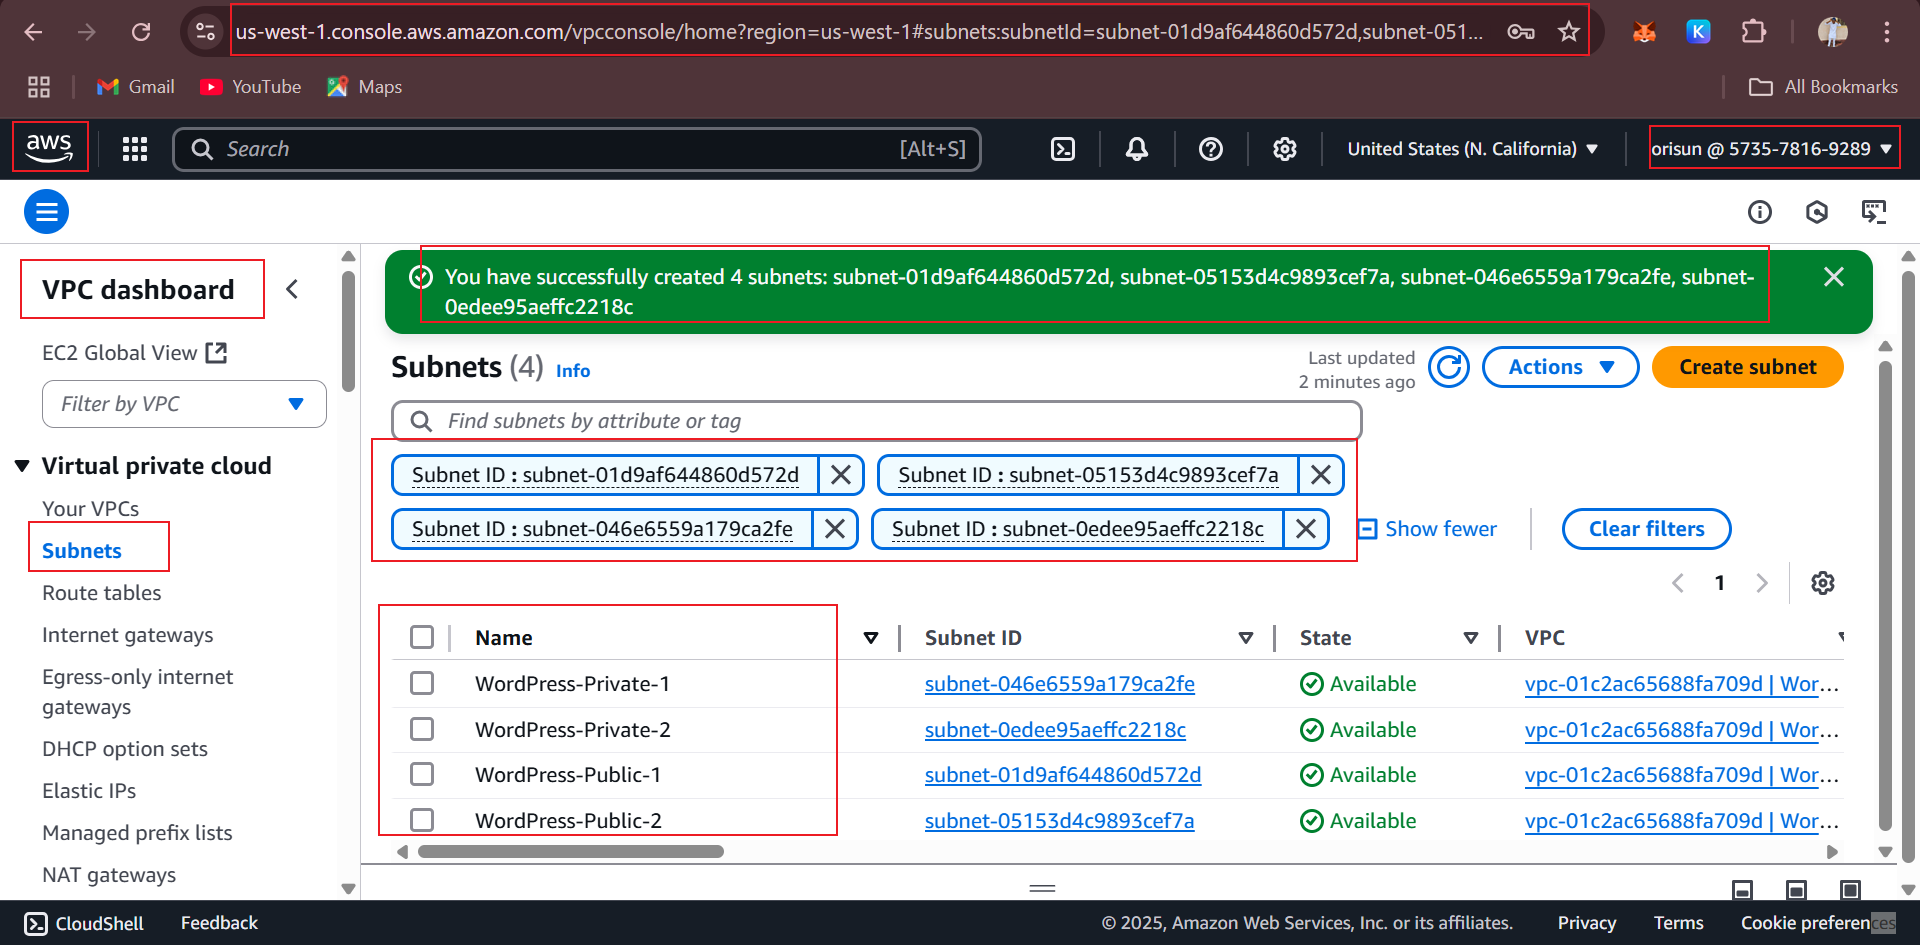 us-west-1.console.aws.amazon.com/vpcconsole/home?region=us-west-1#subnets:subnetId=subnet-01d9af644860d572d,subnet-051...
K
Gmail
YouTube
Maps
All Bookmarks
aws
Search
[Alt+S]
United States (N. California)
orisun @ 5735-7816-9289
VPC dashboard
EC2 Global View
Filter by VPC
Virtual private cloud
Your VPCs
Subnets
Route tables
Internet gateways
Egress-only internet
gateways
DHCP option sets
Elastic IPs
Managed prefix lists
NAT gateways
You have successfully created 4 subnets: subnet-01d9af644860d572d, subnet-05153d4c9893cef7a, subnet-046e6559a179ca2fe, subnet-
0edee95aeffc2218c
Subnets (4) Info
Last updated
2 minutes ago
Actions
Create subnet
Find subnets by attribute or tag
Subnet ID : subnet-01d9af644860d572d
Subnet ID : subnet-05153d4c9893cef7a
Subnet ID : subnet-046e6559a179ca2fe
Subnet ID : subnet-0edee95aeffc2218c
Show fewer
Clear filters
1
Name Subnet ID State VPC
WordPress-Private-1 subnet-046e6559a179ca2fe Available vpc-01c2ac65688fa709d | Wor...
WordPress-Private-2 subnet-0edee95aeffc2218c Available vpc-01c2ac65688fa709d | Wor...
WordPress-Public-1 subnet-01d9af644860d572d Available vpc-01c2ac65688fa709d | Wor...
WordPress-Public-2 subnet-05153d4c9893cef7a Available vpc-01c2ac65688fa709d | Wor...
CloudShell
Feedback
© 2025, Amazon Web Services, Inc. or its affiliates.
Privacy
Terms
Cookie preferences